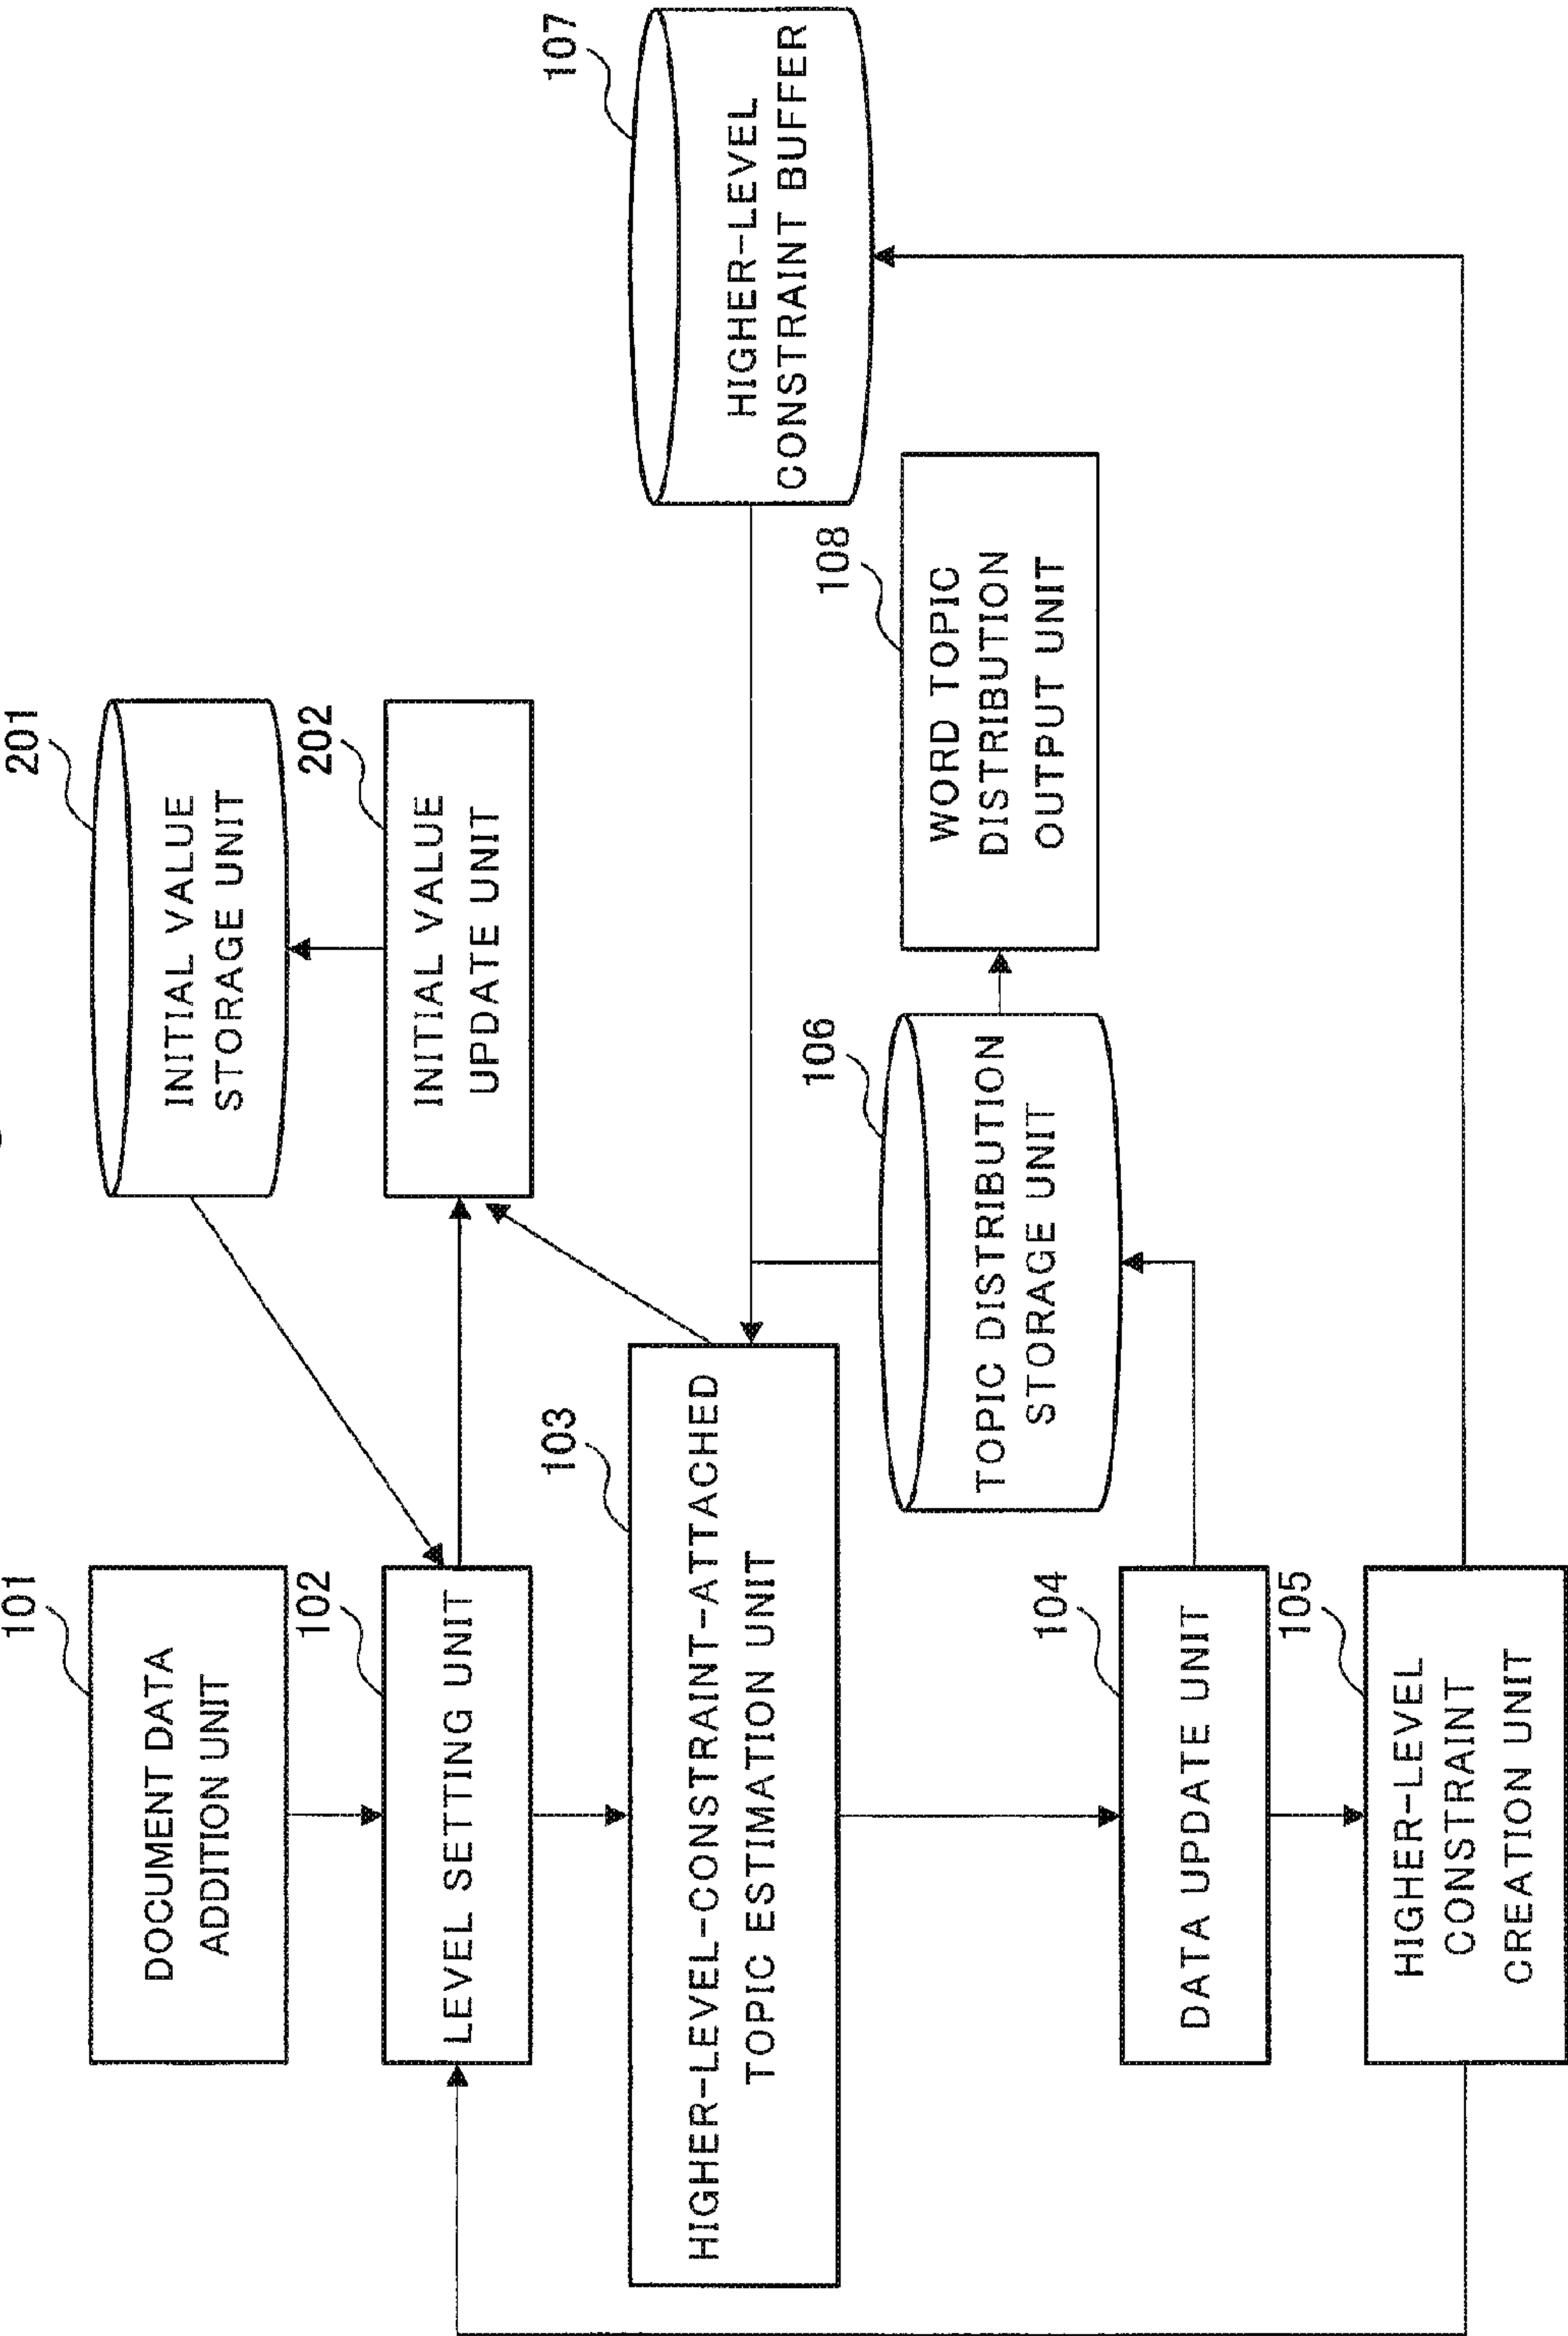 101
DOCUMENT DATA
ADDITION UNIT
102
LEVEL SETTING UNIT
103
HIGHER-LEVEL-CONSTRAINT-ATTACHED
TOPIC ESTIMATION UNIT
104
DATA UPDATE UNIT
105
HIGHER-LEVEL
CONSTRAINT
CREATION UNIT
201
INITIAL VALUE
STORAGE UNIT
202
INITIAL VALUE
UPDATE UNIT
106
TOPIC DISTRIBUTION
STORAGE UNIT
108
WORD TOPIC
DISTRIBUTION
OUTPUT UNIT
107
HIGHER-LEVEL
CONSTRAINT BUFFER